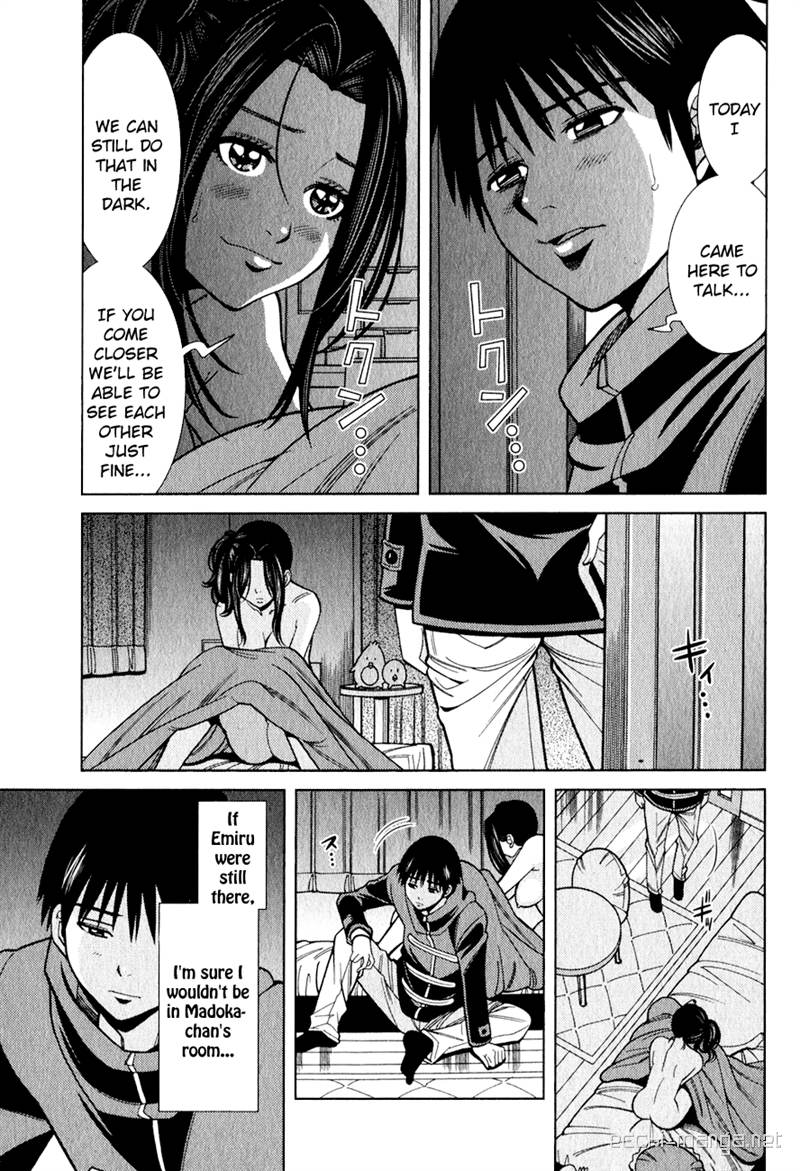 TODAY
I
CAME
HERE TO
TALK...
トクン…
WE CAN
STILL DO
THAT IN
THE
DARK.
IF YOU
COME
CLOSER
WE'LL BE
ABLE TO
SEE EACH
OTHER
JUST
FINE...
トクン…
キィ…
ス…
If
Emiru
were
still
there,
I'm sure I
wouldn't be
in Madoka-
chan's
room...